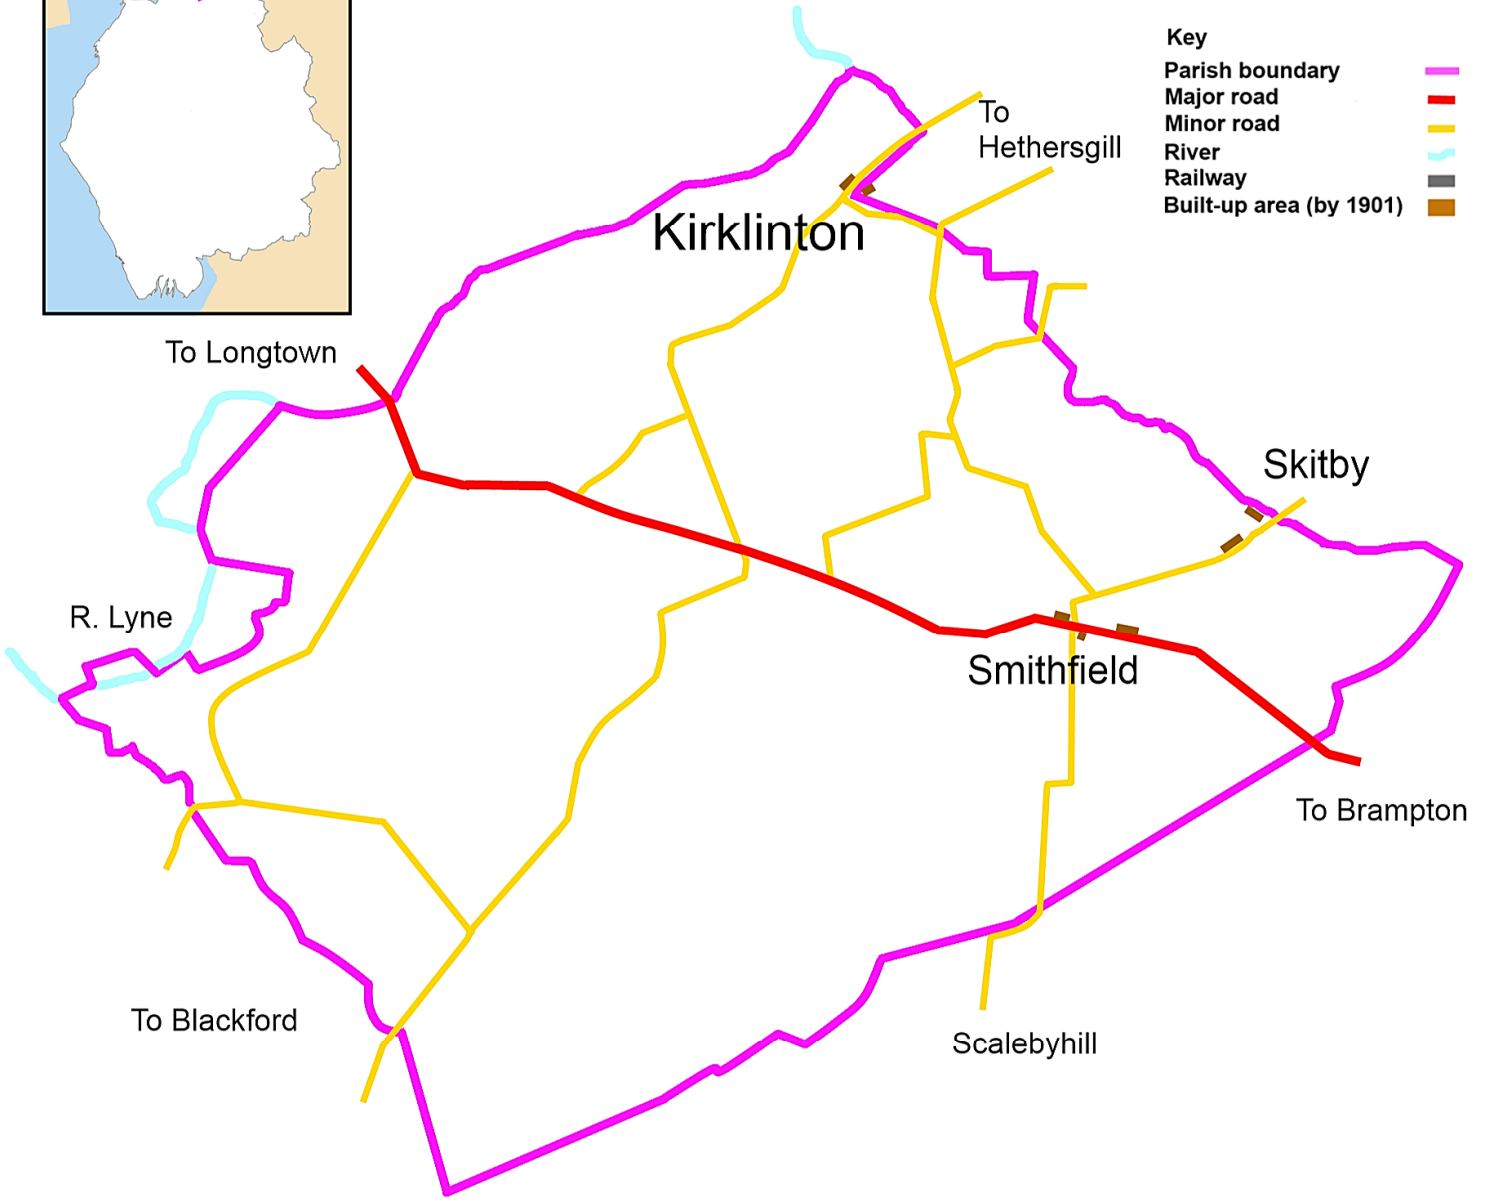 Key
Parish boundary
Major road
Minor road
River
Railway
Built-up area (by 1901)
To
Hethersgill
Kirklinton
To Longtown
Skitby
R. Lyne
Smithfield
To Brampton
To Blackford
Scalebyhill